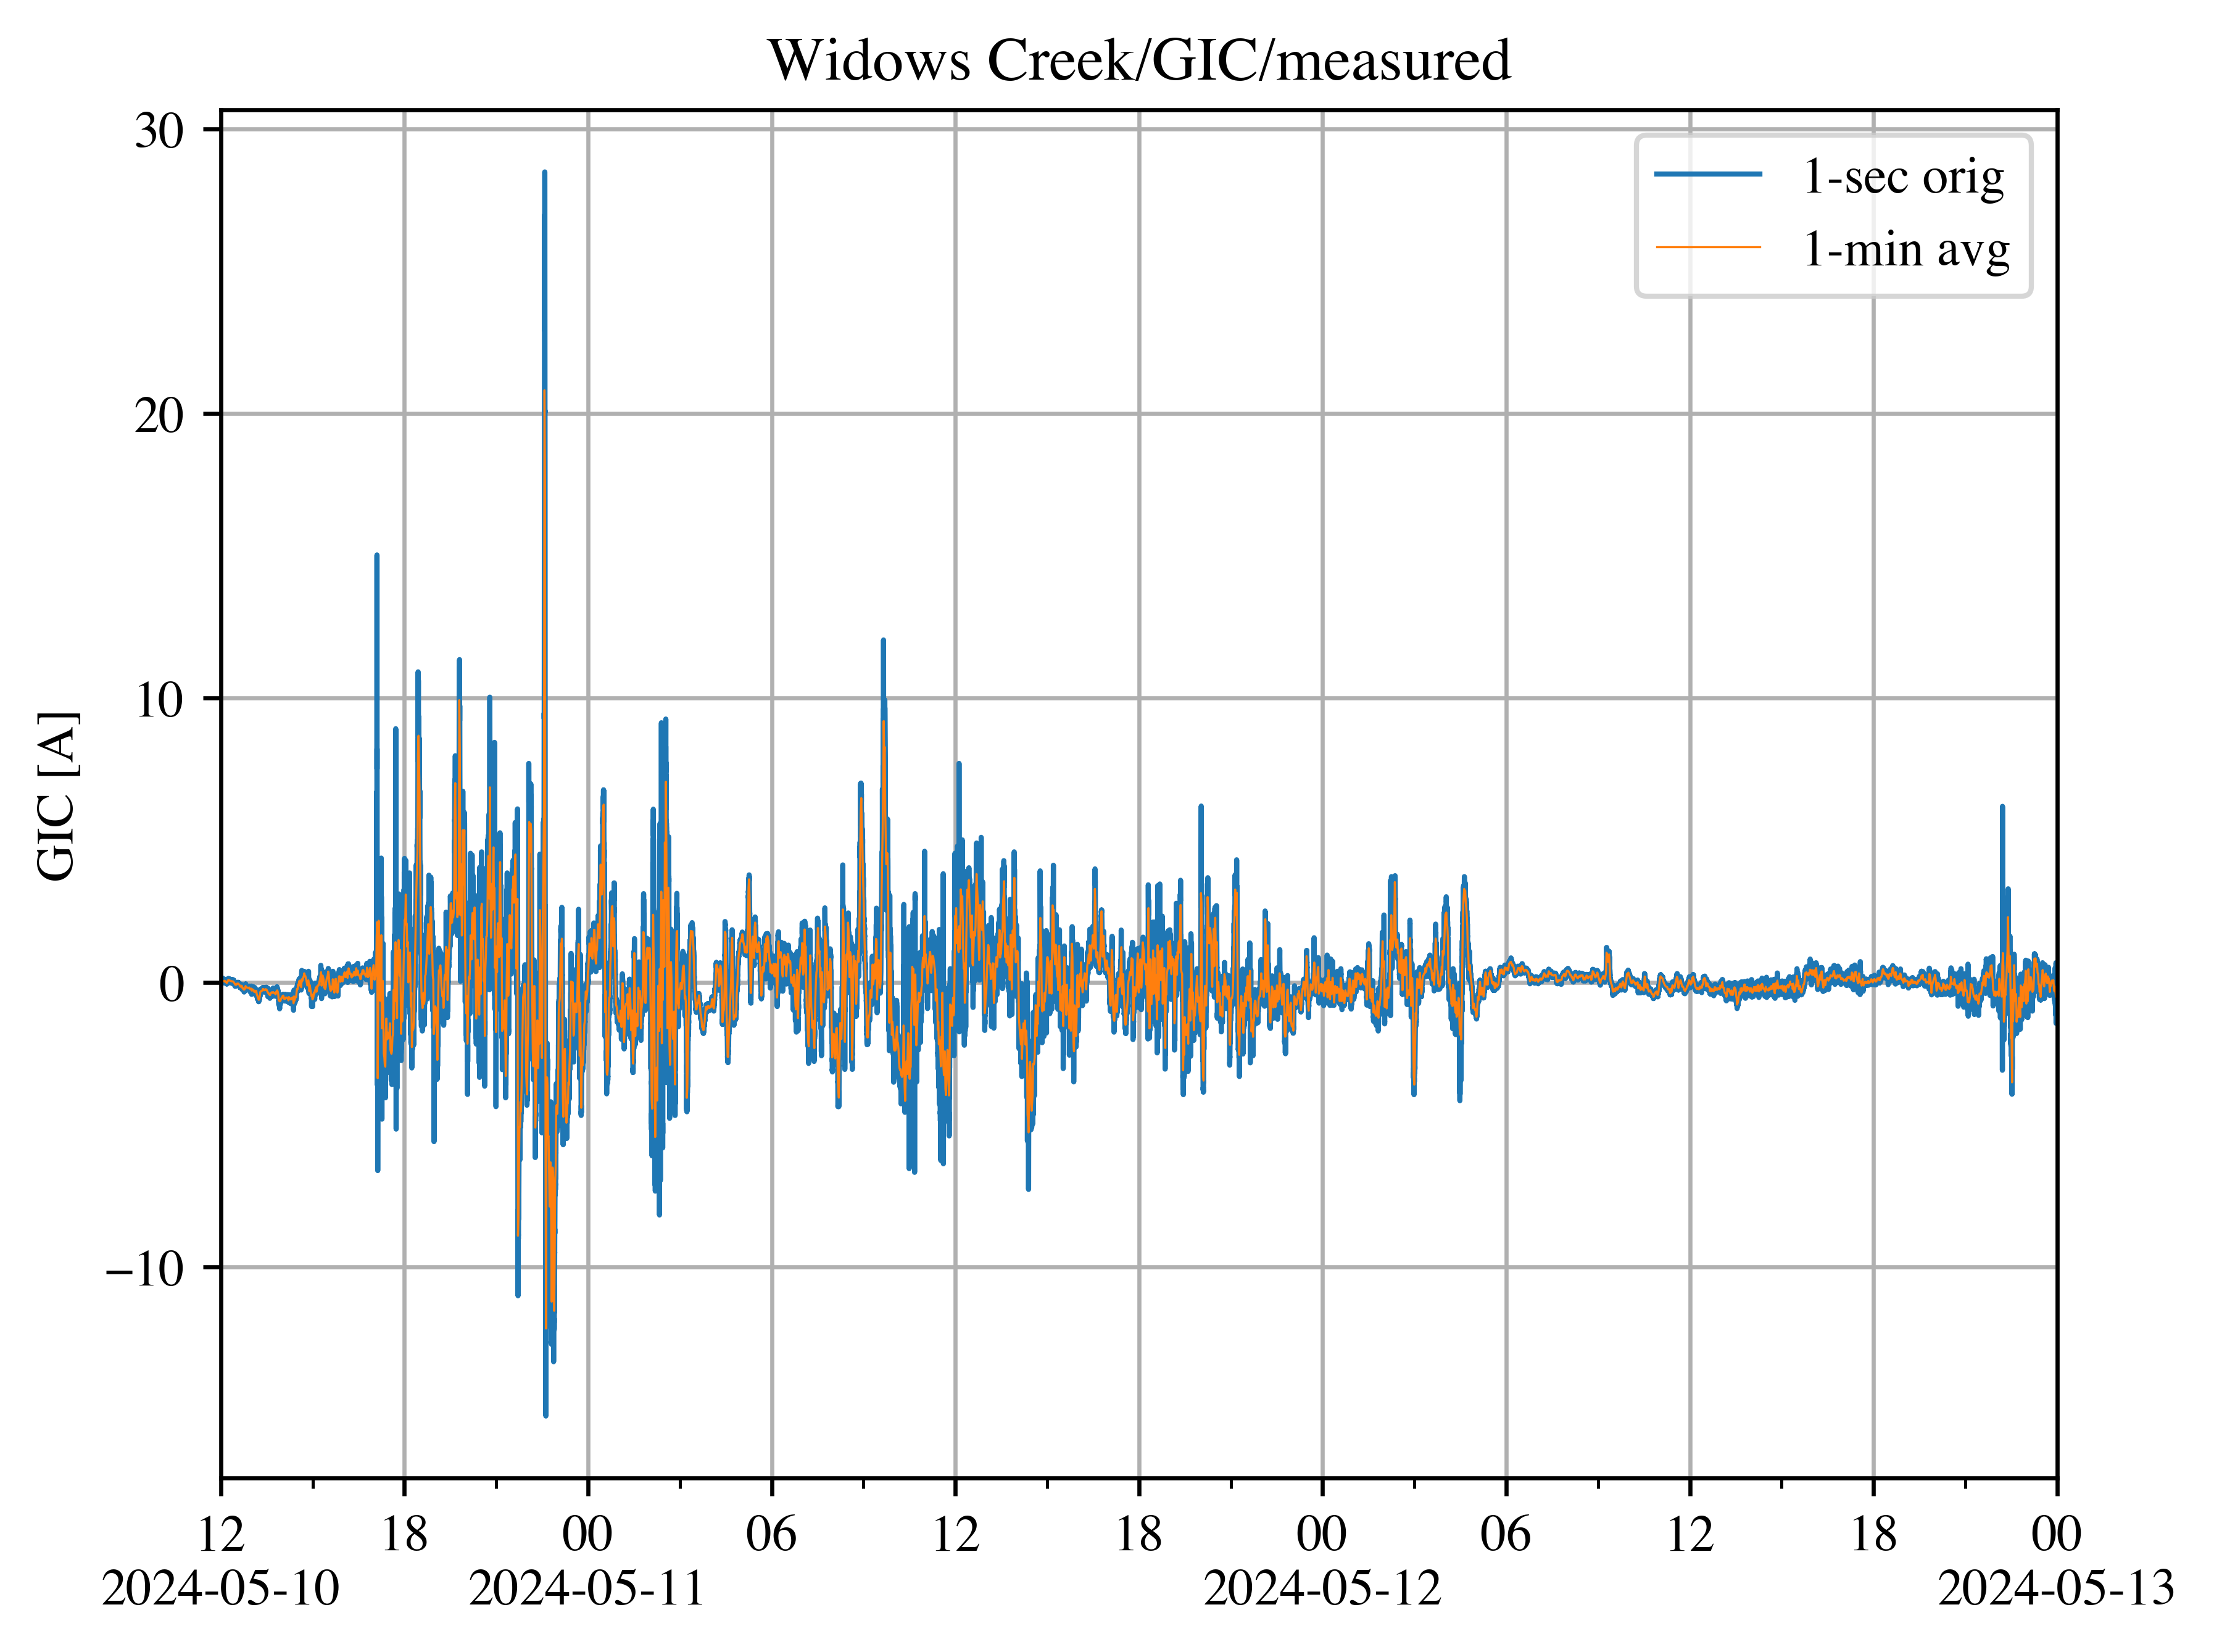 Widows Creek/GIC/measured
30
20
10
0
−10
GIC [A]
1-sec orig
1-min avg
12 18 00 06 12 18 00 06 12 18 00
2024-05-10 2024-05-11 2024-05-12 2024-05-13